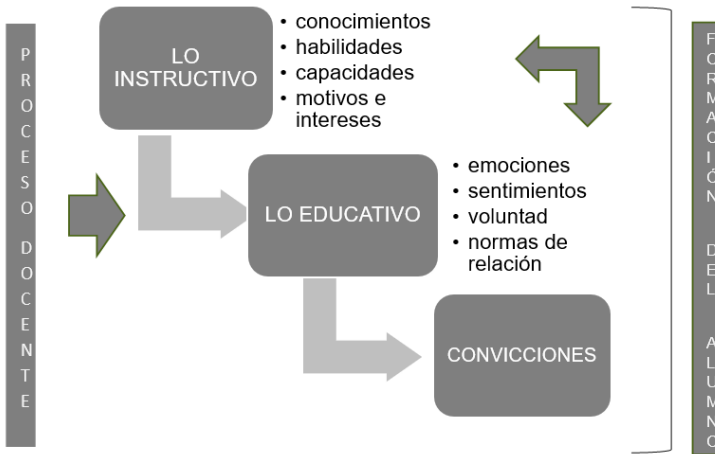 PROCESO DOCENTE
LO
INSTRUCTIVO
• conocimientos
• habilidades
• capacidades
• motivos e
intereses
LO EDUCATIVO
• emociones
• sentimientos
• voluntad
• normas de
relación
CONVICCIONES
FORMACIÓN DEL ALUMNO